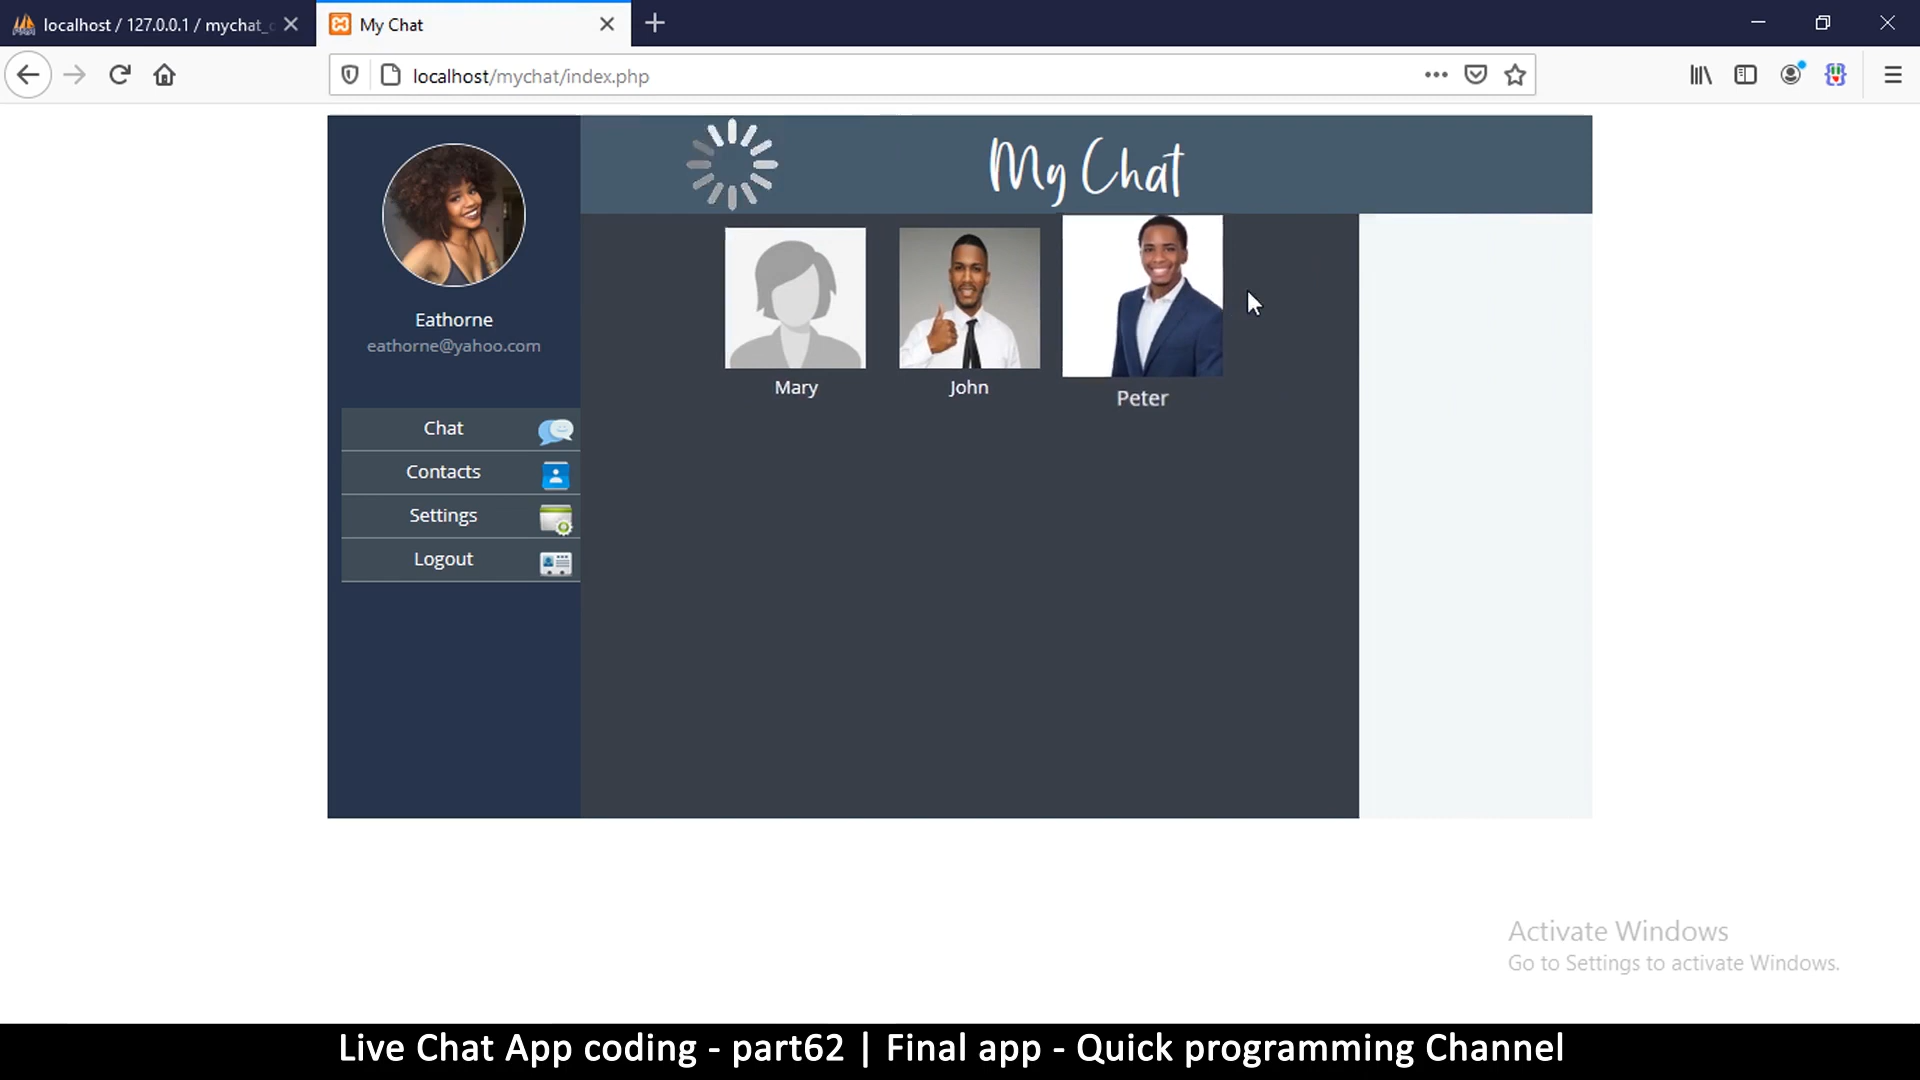 localhost / 127.0.0.1 / mychat_
My Chat
localhost/mychat/index.php
My Chat
Eathorne
eathorne@yahoo.com
Mary
John
Peter
Chat
Contacts
Settings
Logout
Activate Windows
Go to Settings to activate Windows.
Live Chat App coding - part62 | Final app - Quick programming Channel